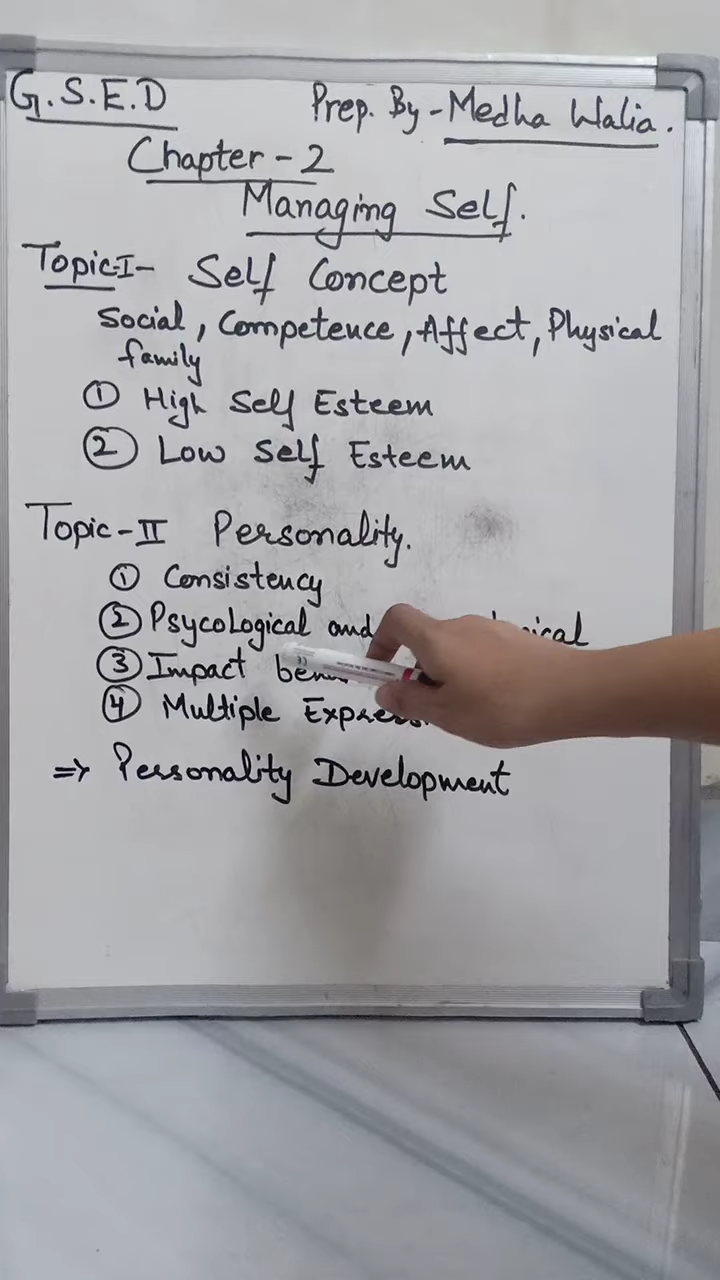 G.S.E.D
Prep. By - Medha Walia.
Chapter - 2
Managing Self.
Topic-I- Self Concept
Social, Competence, Affect, Physical
family
① High Self Esteem
② Low Self Esteem
Topic-II Personality.
① Consistency
② Psycological and
③ Impact
④ Multiple
⇒ Personality Development